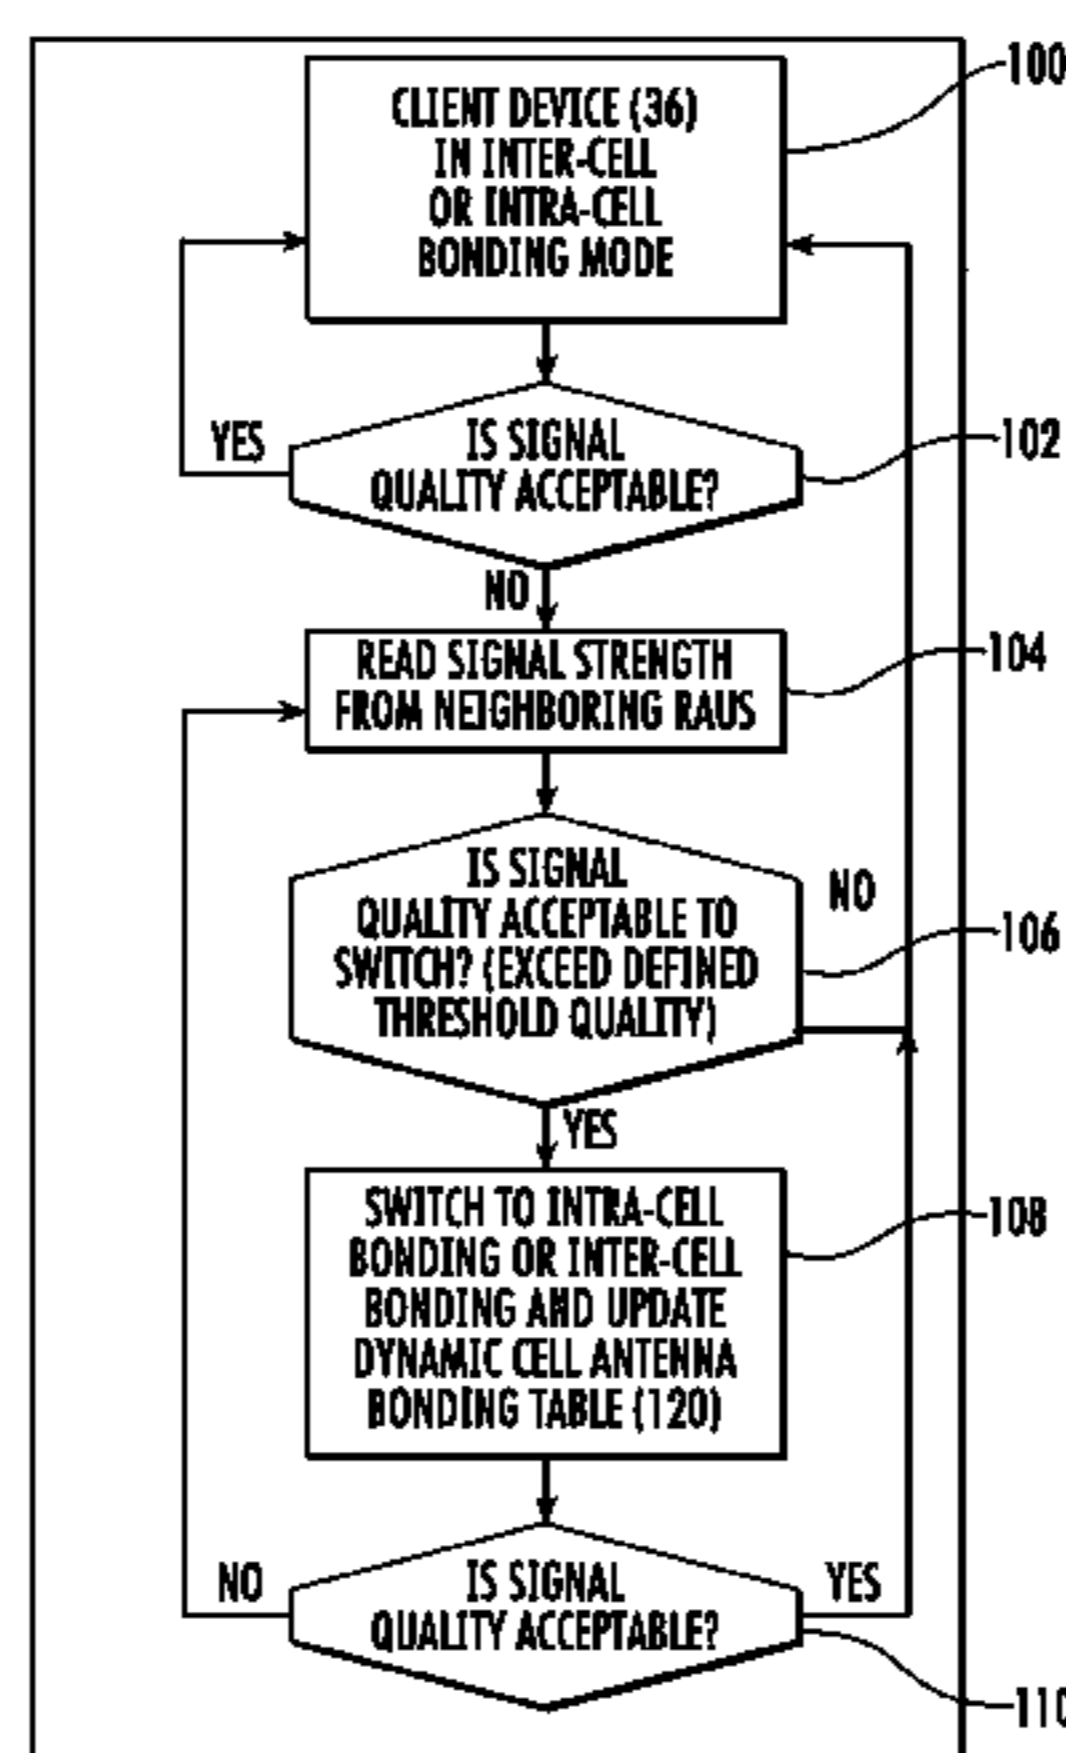 100
CLIENT DEVICE (36)
IN INTER-CELL
OR INTRA-CELL
BONDING MODE
YES
IS SIGNAL
QUALITY ACCEPTABLE?
102
NO
READ SIGNAL STRENGTH
FROM NEIGHBORING RAUS
104
IS SIGNAL
QUALITY ACCEPTABLE TO
SWITCH? (EXCEED DEFINED
THRESHOLD QUALITY)
NO
106
YES
SWITCH TO INTRA-CELL
BONDING OR INTER-CELL
BONDING AND UPDATE
DYNAMIC CELL ANTENNA
BONDING TABLE (120)
108
NO
IS SIGNAL
QUALITY ACCEPTABLE?
YES
110